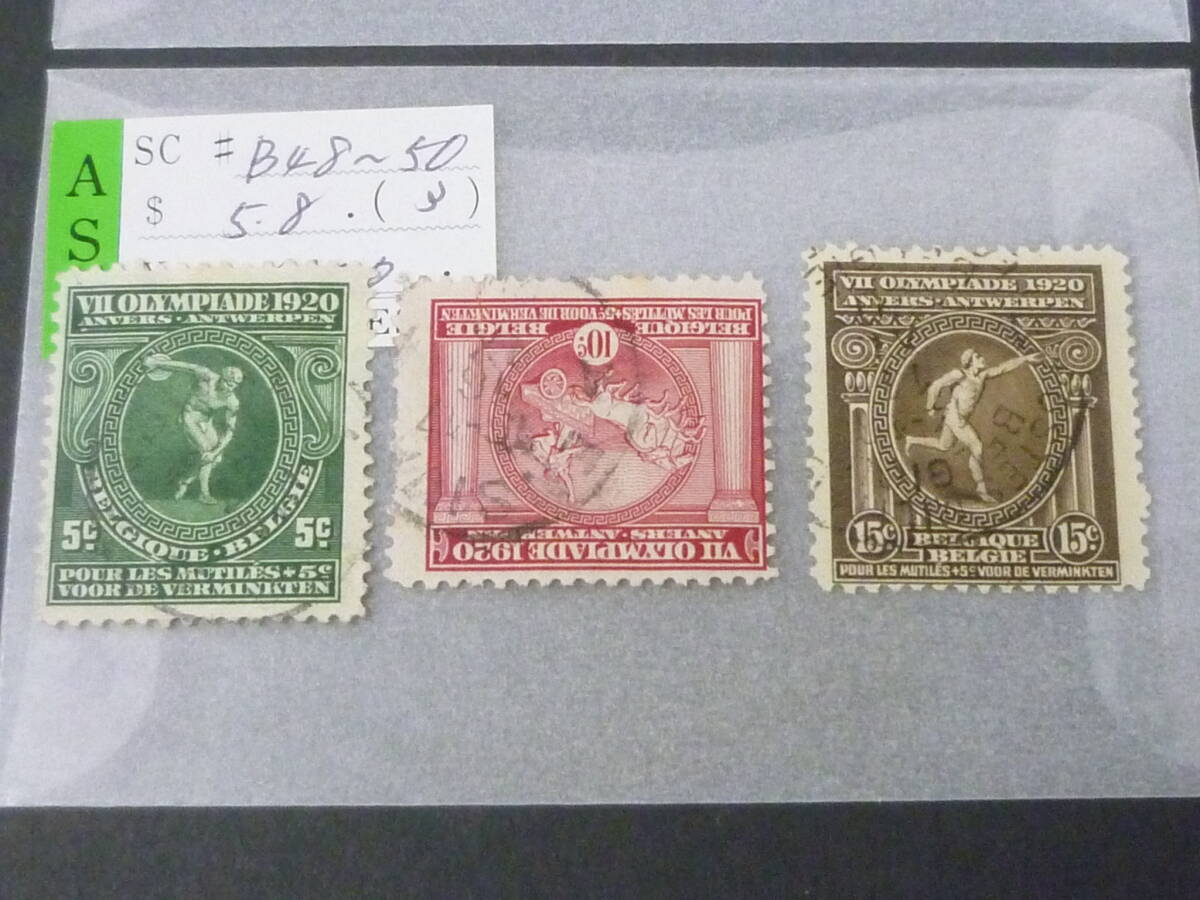 A
S
SC # B48~50
$ 5.8 . (3)
VII OLYMPIADE 1920
ANVERS · ANTWERPEN
BELGIQUE · BELGIE
5c 5c
POUR LES MUTILÉS + 5c
VOOR DE VERMINKTEN
VII OLYMPIADE 1920
ANVERS · ANTWERPEN
10c
BELGIQUE
BELGIE
POUR LES MUTILÉS + 5c VOOR DE VERMINKTEN
VII OLYMPIADE 1920
ANVERS · ANTWERPEN
15c BELGIQUE 15c
BELGIE
POUR LES MUTILÉS + 5c VOOR DE VERMINKTEN